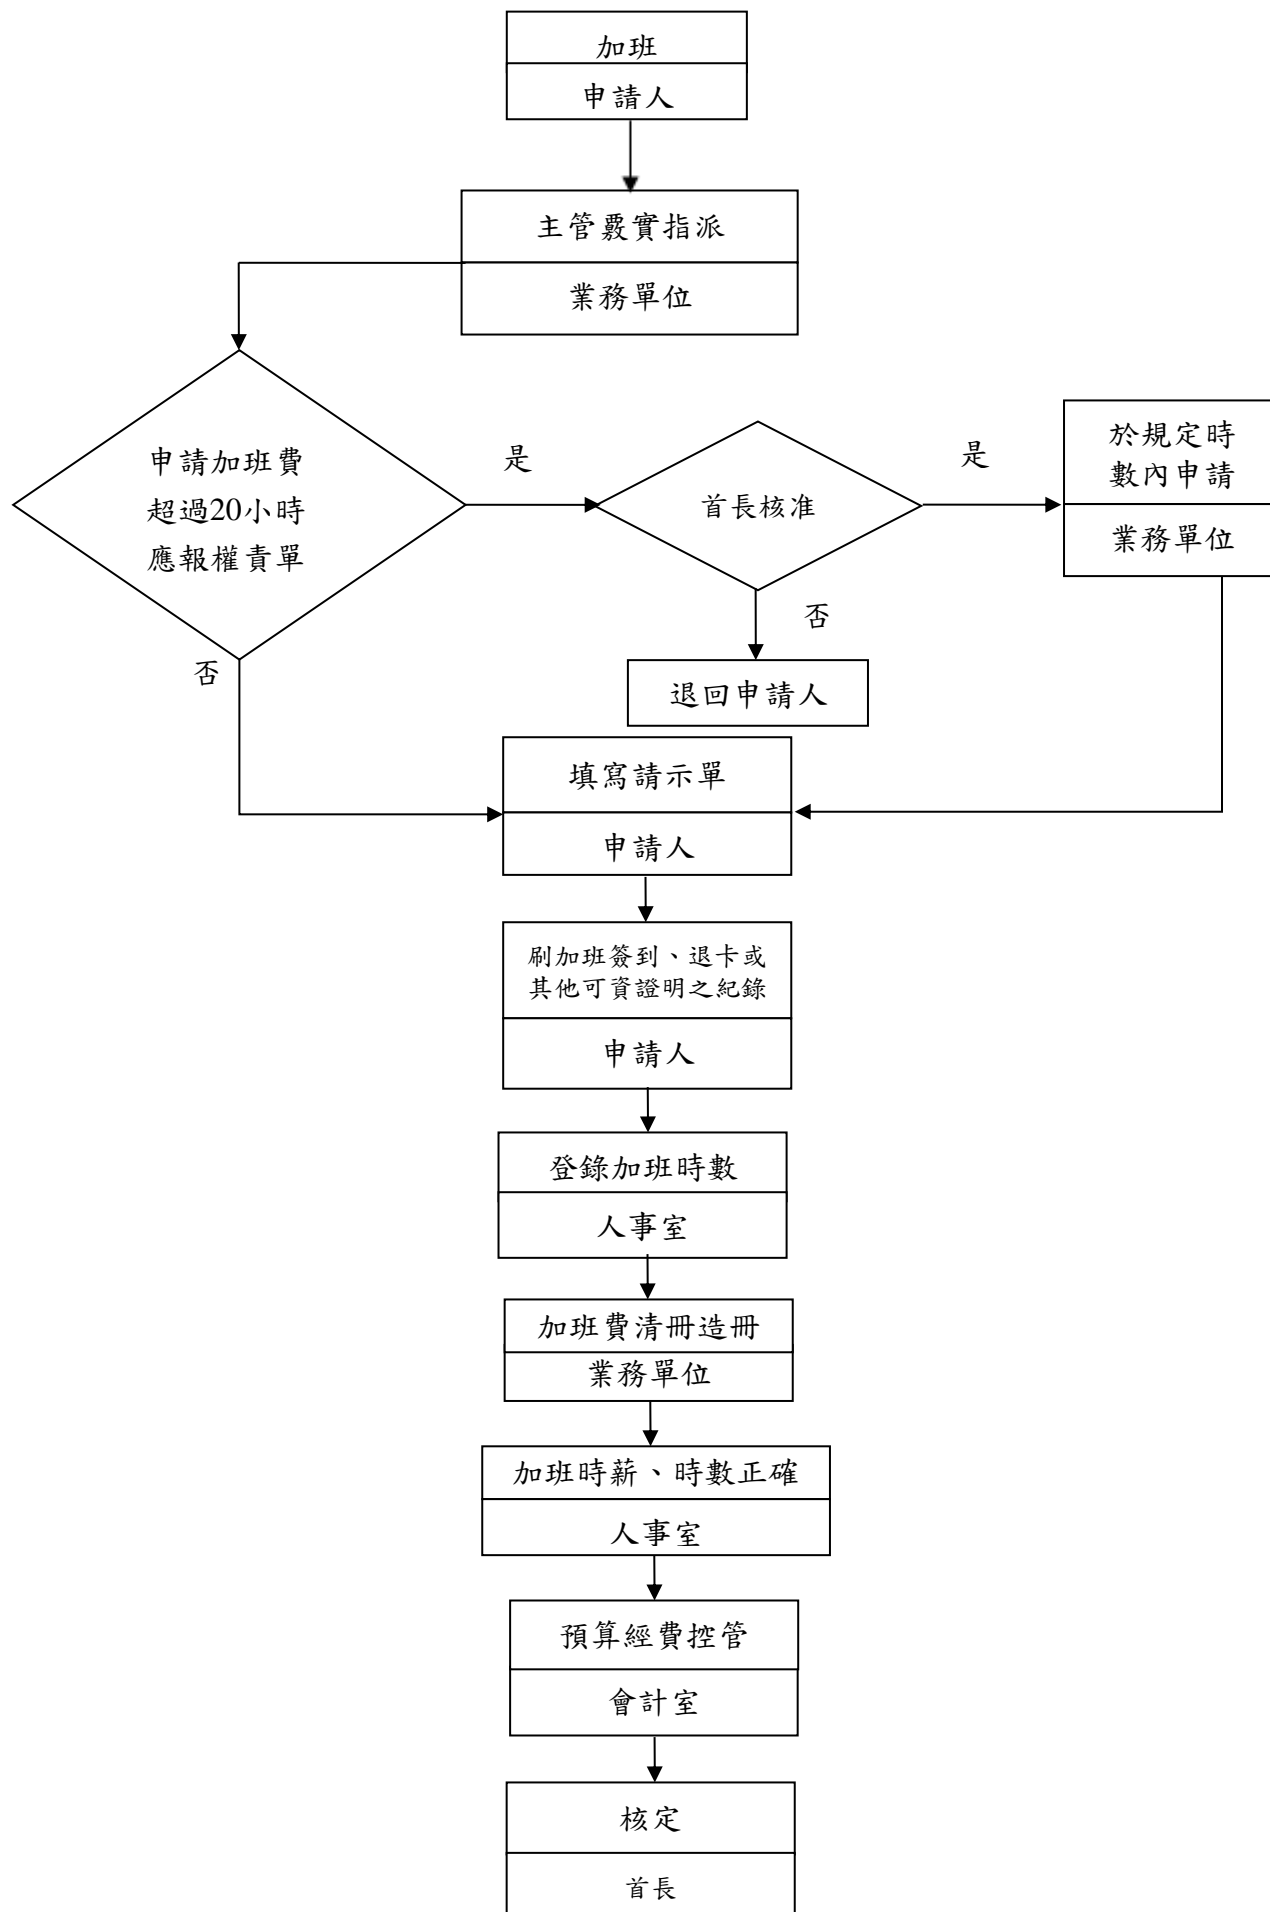 加班
申請人
主管覈實指派
業務單位
申請加班費
超過20小時
應報權責單
是
首長核准
是
於規定時
數內申請
業務單位
否
否
退回申請人
填寫請示單
申請人
刷加班簽到、退卡或
其他可資證明之紀錄
申請人
登錄加班時數
人事室
加班費清冊造冊
業務單位
加班時薪、時數正確
人事室
預算經費控管
會計室
核定
首長